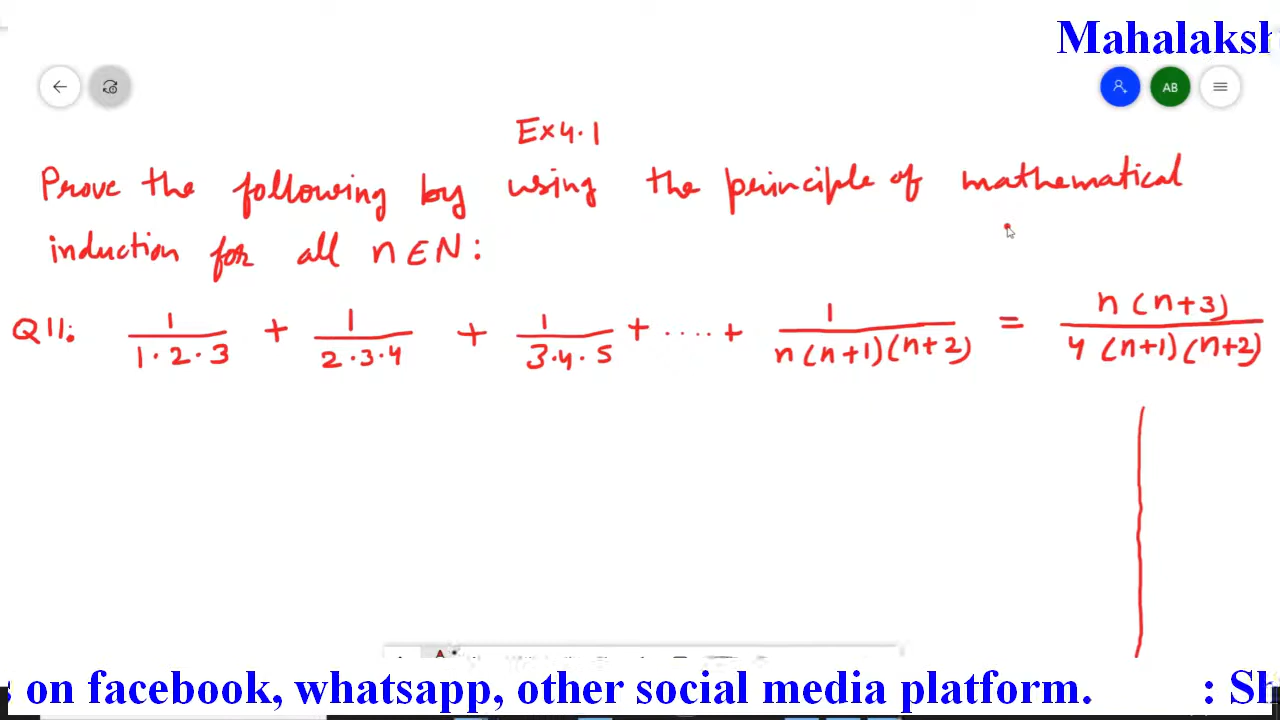 Mahalaksh
AB
Ex 4.1
Prove the following by using the principle of mathematical
induction for all n ∈ N:
Q11: 1/(1·2·3) + 1/(2·3·4) + 1/(3·4·5) + .... + 1/(n(n+1)(n+2)) = n(n+3)/(4(n+1)(n+2))
on facebook, whatsapp, other social media platform. : Sh